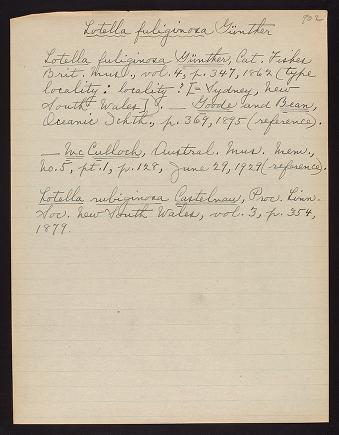 902
Lotella fuliginosa Günther
Lotella fuliginosa Günther, Cat. Fishes
Brit. Mus., vol. 4, p. 347, 1862 (type
locality: locality? [= Sydney, New
South Wales]). — Goode and Bean,
Oceanic Ichth., p. 369, 1895 (reference).
— McCulloch, Austral. Mus. Mem.,
no. 5, pt. 1, p. 128, June 29, 1929 (reference).
Lotella rubiginosa Castelnau, Proc. Linn.
Soc. New South Wales, vol. 3, p. 354,
1879.